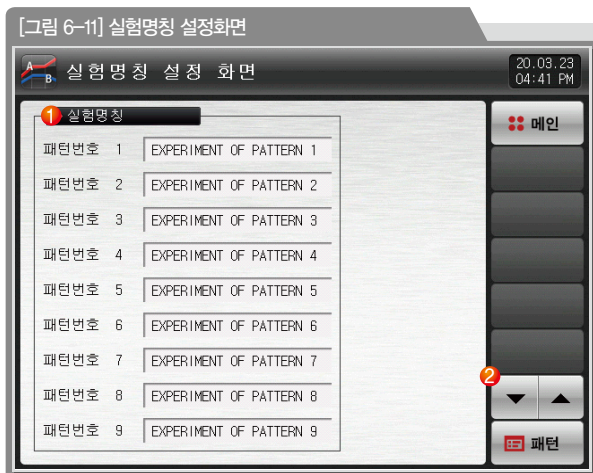 [그림 6-11] 실험명칭 설정화면
A
B
실험명칭 설정 화면
20.03.23
04:41 PM
1 실험명칭
메인
패턴번호 1 EXPERIMENT OF PATTERN 1
패턴번호 2 EXPERIMENT OF PATTERN 2
패턴번호 3 EXPERIMENT OF PATTERN 3
패턴번호 4 EXPERIMENT OF PATTERN 4
패턴번호 5 EXPERIMENT OF PATTERN 5
패턴번호 6 EXPERIMENT OF PATTERN 6
패턴번호 7 EXPERIMENT OF PATTERN 7
2
패턴번호 8 EXPERIMENT OF PATTERN 8
패턴번호 9 EXPERIMENT OF PATTERN 9
패턴